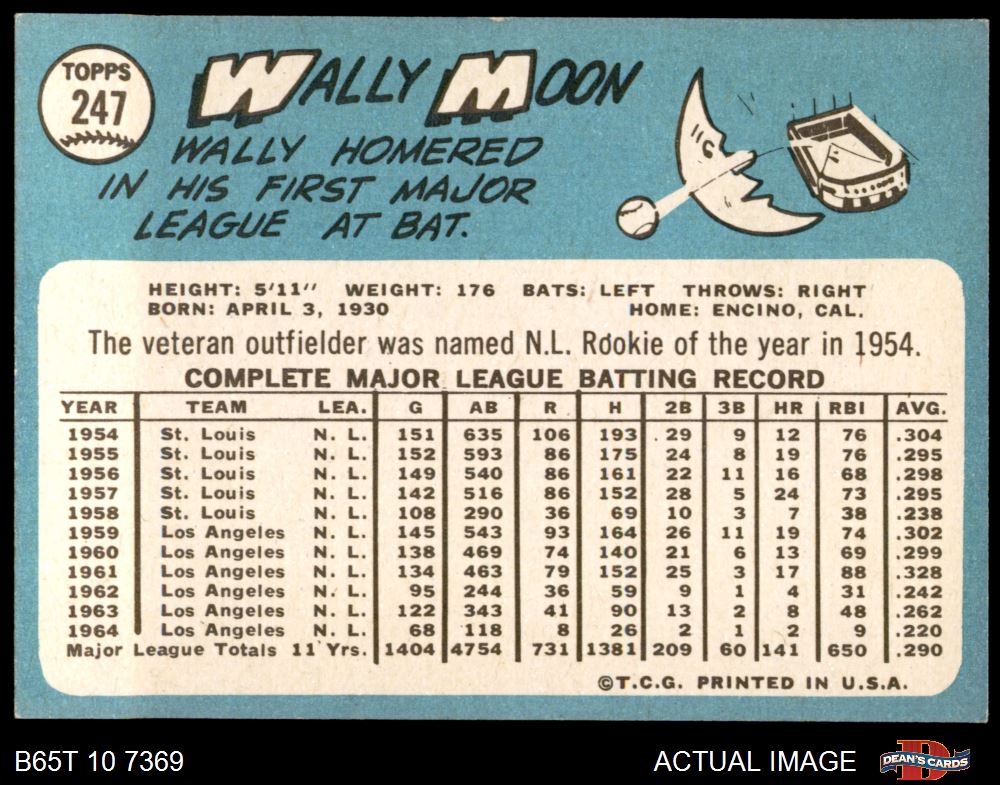 TOPPS
247
WALLY MOON
WALLY HOMERED
IN HIS FIRST MAJOR
LEAGUE AT BAT.
HEIGHT: 5'11" WEIGHT: 176 BATS: LEFT THROWS: RIGHT
BORN: APRIL 3, 1930 HOME: ENCINO, CAL.
The veteran outfielder was named N.L. Rookie of the year in 1954.
COMPLETE MAJOR LEAGUE BATTING RECORD
YEAR TEAM LEA. G AB R H 2B 3B HR RBI AVG.
1954 St. Louis N. L. 151 635 106 193 29 9 12 76 .304
1955 St. Louis N. L. 152 593 86 175 24 8 19 76 .295
1956 St. Louis N. L. 149 540 86 161 22 11 16 68 .298
1957 St. Louis N. L. 142 516 86 152 28 5 24 73 .295
1958 St. Louis N. L. 108 290 36 69 10 3 7 38 .238
1959 Los Angeles N. L. 145 543 93 164 26 11 19 74 .302
1960 Los Angeles N. L. 138 469 74 140 21 6 13 69 .299
1961 Los Angeles N. L. 134 463 79 152 25 3 17 88 .328
1962 Los Angeles N. L. 95 244 36 59 9 1 4 31 .242
1963 Los Angeles N. L. 122 343 41 90 13 2 8 48 .262
1964 Los Angeles N. L. 68 118 8 26 2 1 2 9 .220
Major League Totals 11 Yrs. 1404 4754 731 1381 209 60 141 650 .290
©T.C.G. PRINTED IN U.S.A.
B65T 10 7369 ACTUAL IMAGE D DEAN'S CARDS